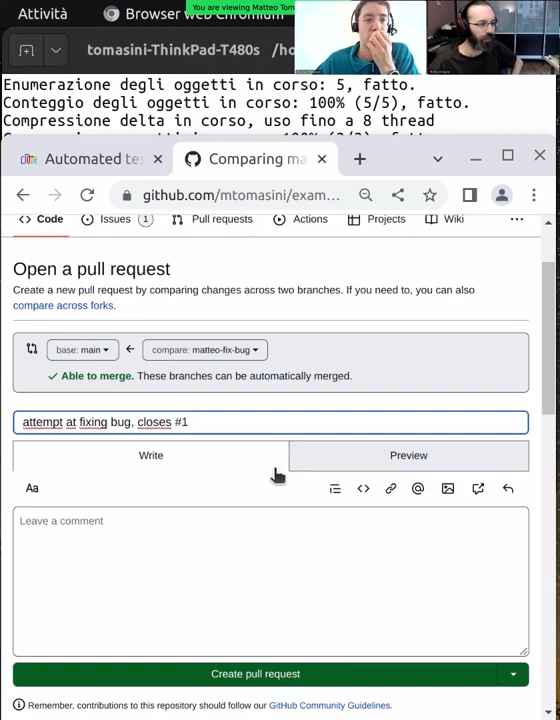 Attività
Browser web Chromium
You are viewing Matteo Tom
tomasini-ThinkPad-T480s
Enumerazione degli oggetti in corso: 5, fatto.
Conteggio degli oggetti in corso: 100% (5/5), fatto.
Compressione delta in corso, uso fino a 8 thread
Automated tes
Comparing ma
github.com/mtomasini/exam...
Code
Issues 1
Pull requests
Actions
Projects
Wiki
Open a pull request
Create a new pull request by comparing changes across two branches. If you need to, you can also
compare across forks.
base: main
compare: matteo-fix-bug
Able to merge. These branches can be automatically merged.
attempt at fixing bug, closes #1
Write
Preview
Aa
Leave a comment
Create pull request
Remember, contributions to this repository should follow our GitHub Community Guidelines.